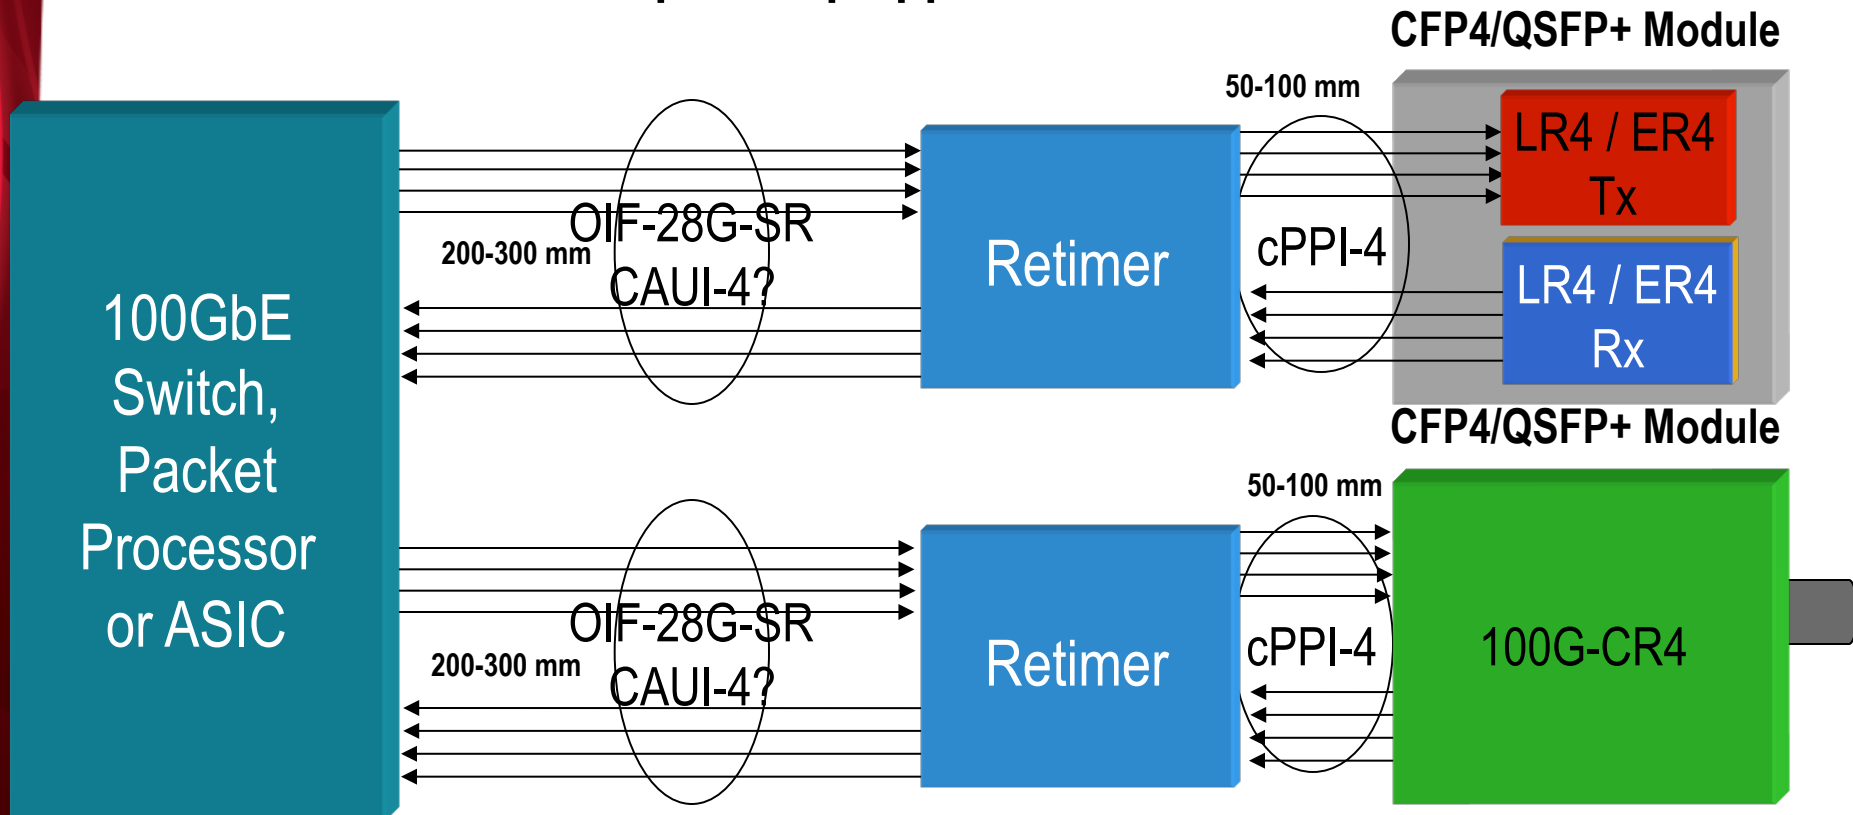 CFP4/QSFP+ Module
50-100 mm
LR4 / ER4
Tx
OIF-28G-SR
200-300 mm
CAUI-4?
Retimer
cPPI-4
LR4 / ER4
Rx
100GbE
Switch,
Packet
Processor
or ASIC
CFP4/QSFP+ Module
50-100 mm
OIF-28G-SR
200-300 mm
CAUI-4?
Retimer
cPPI-4
100G-CR4